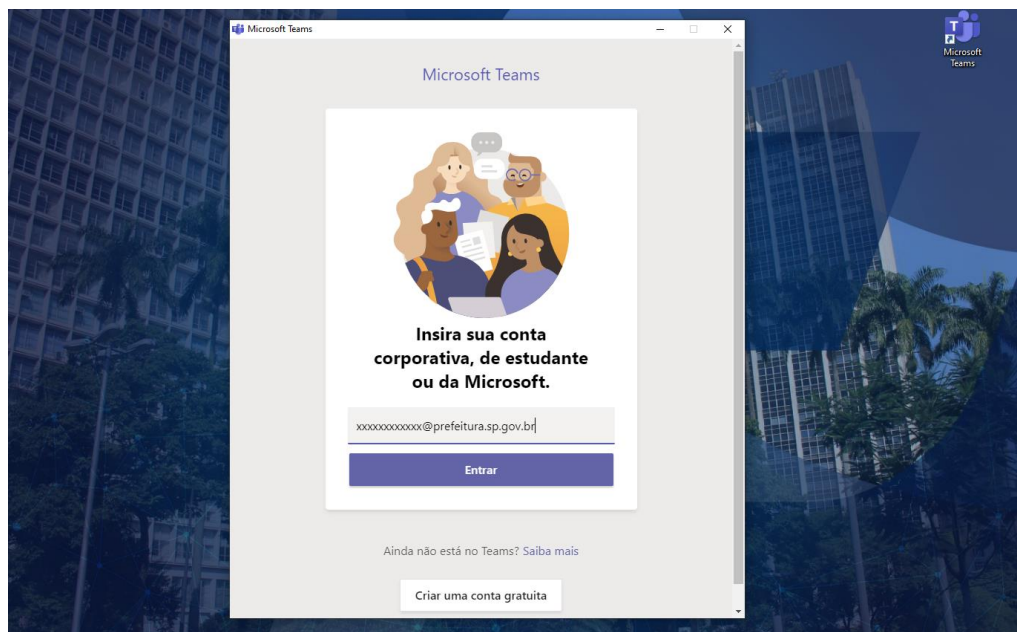 Microsoft Teams
Microsoft Teams
Microsoft
Teams
Insira sua conta
corporativa, de estudante
ou da Microsoft.
xxxxxxxxxxxx@prefeitura.sp.gov.br
Entrar
Ainda não está no Teams? Saiba mais
Criar uma conta gratuita